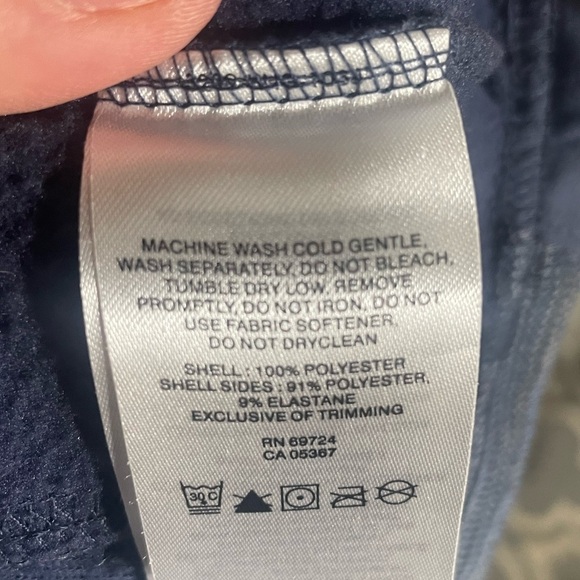 MACHINE WASH COLD GENTLE,
WASH SEPARATELY, DO NOT BLEACH,
TUMBLE DRY LOW, REMOVE
PROMPTLY, DO NOT IRON, DO NOT
USE FABRIC SOFTENER,
DO NOT DRYCLEAN
SHELL : 100% POLYESTER
SHELL SIDES : 91% POLYESTER,
9% ELASTANE
EXCLUSIVE OF TRIMMING
RN 69724
CA 05367
30 C